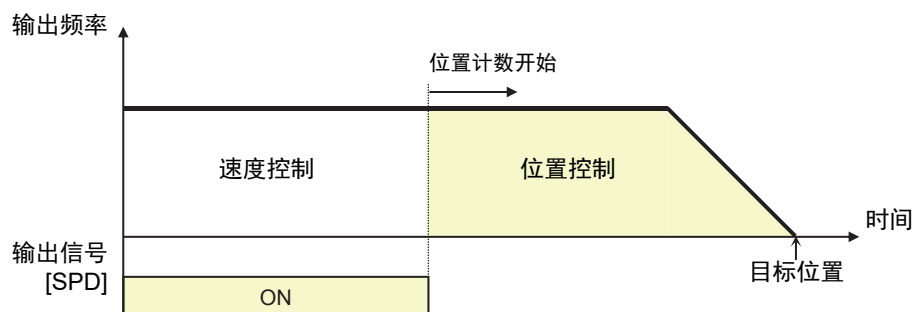 输出频率
位置计数开始
速度控制
位置控制
时间
输出信号
[SPD]
目标位置
ON